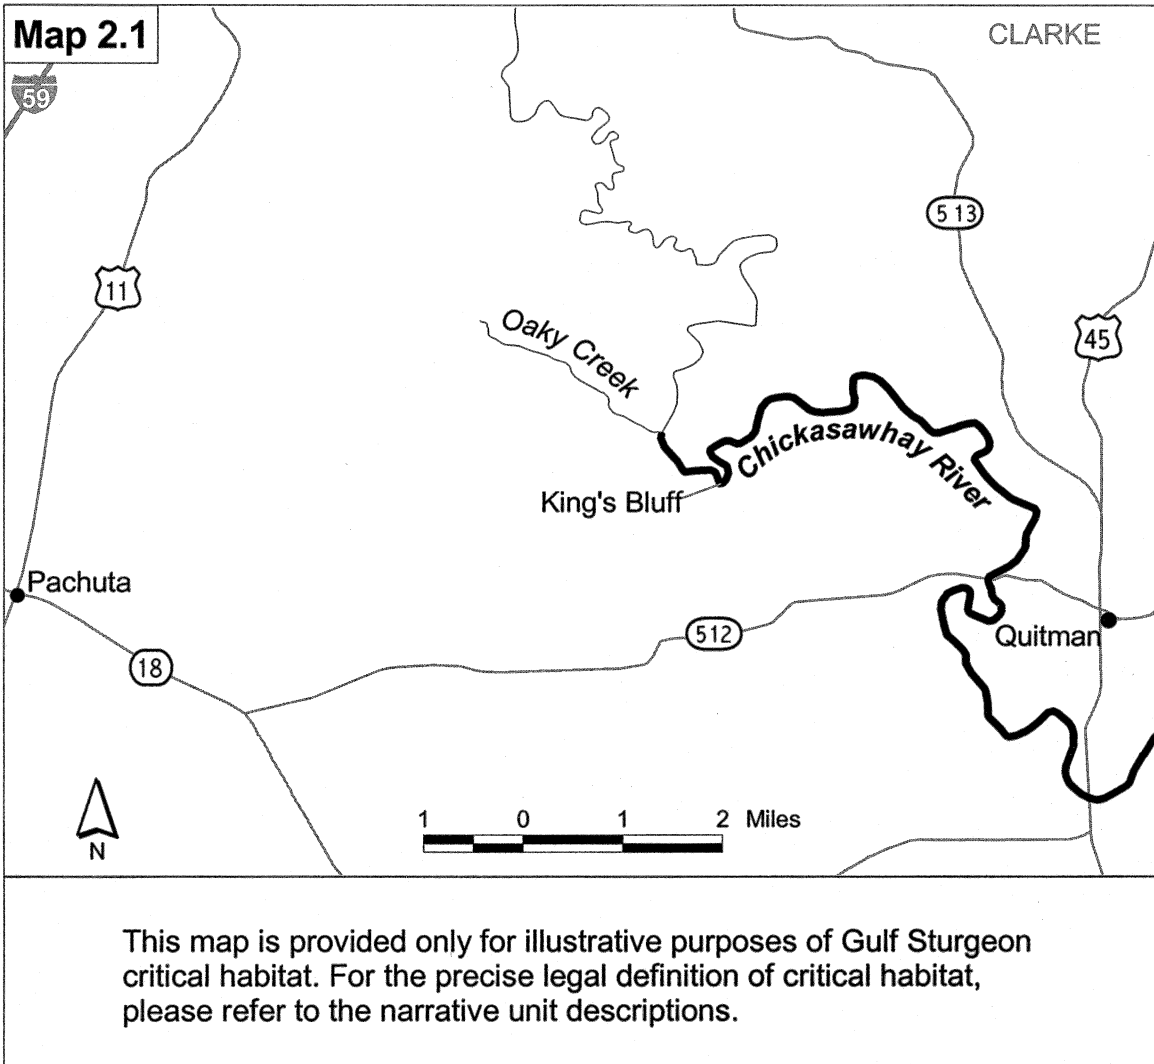 Map 2.1
CLARKE
59
5 13
11
45
Oaky Creek
Chickasawhay River
King's Bluff
Pachuta
512
Quitman
18
1 0 1 2 Miles
N
This map is provided only for illustrative purposes of Gulf Sturgeon
critical habitat. For the precise legal definition of critical habitat,
please refer to the narrative unit descriptions.